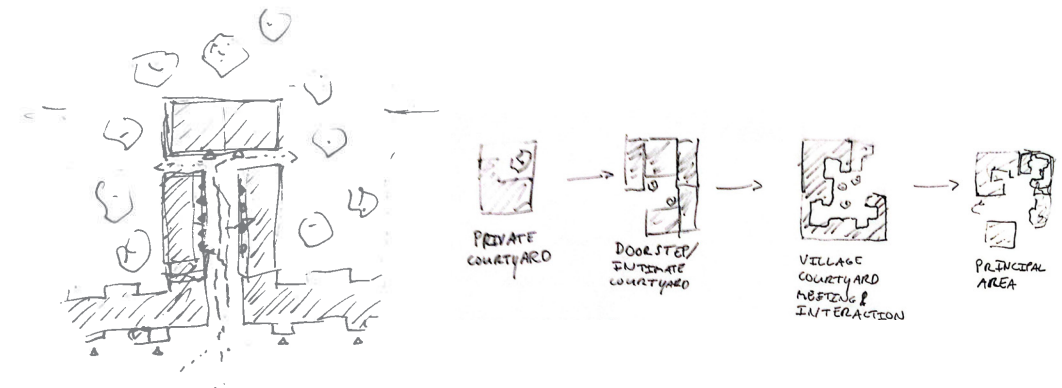 PRIVATE
COURTYARD
DOORSTEP/
INTIMATE
COURTYARD
VILLAGE
COURTYARD
MEETING &
INTERACTION
PRINCIPAL
AREA